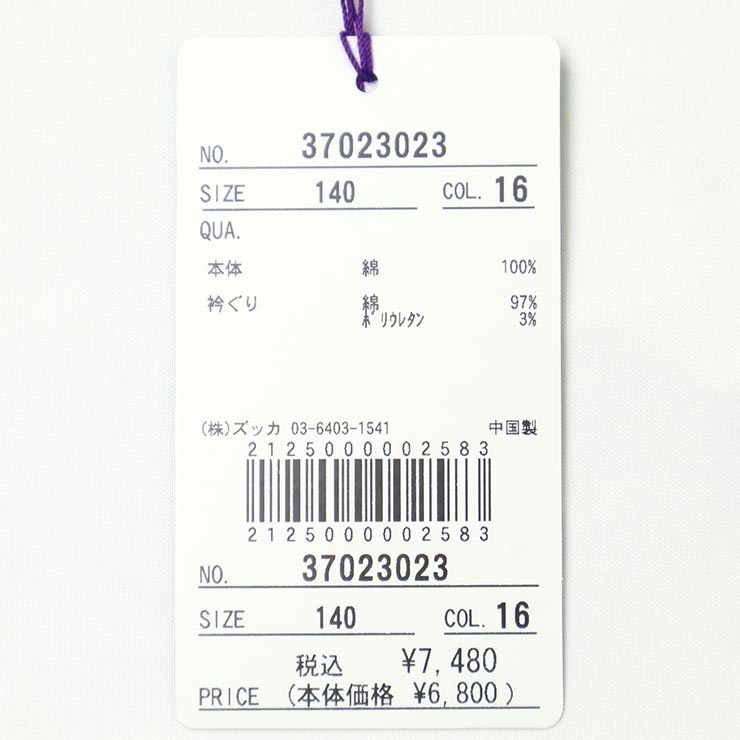 NO. 37023023
SIZE 140 COL. 16
QUA.
本体 綿 100%
衿ぐり 綿 97%
ポリウレタン 3%
(株)ズッカ 03-6403-1541 中国製
2125000002583
2125000002583
NO. 37023023
SIZE 140 COL. 16
税込 ¥7,480
PRICE (本体価格 ¥6,800)